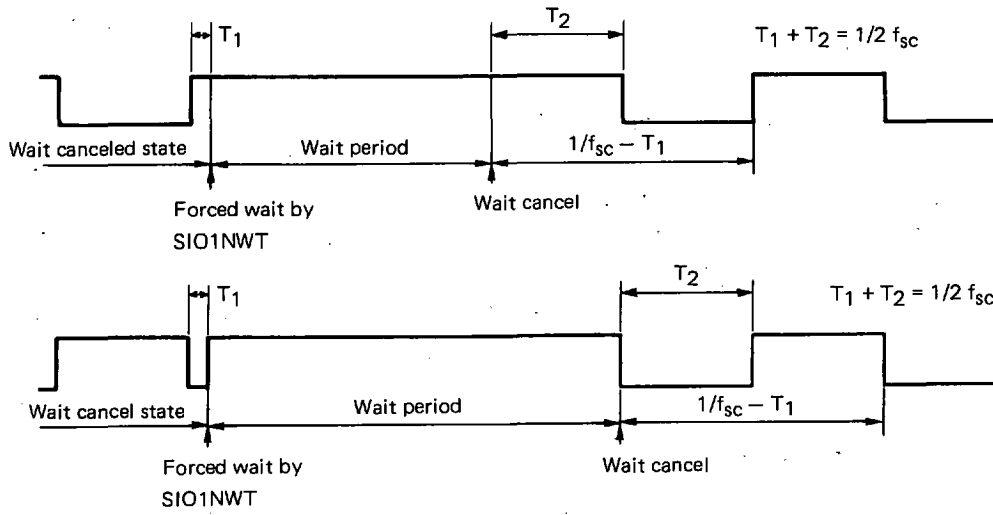 T1
T2
T1 + T2 = 1/2 fsc
Wait canceled state
Wait period
1/fsc – T1
Forced wait by
SIO1NWT
Wait cancel
T1
T2
T1 + T2 = 1/2 fsc
Wait cancel state
Wait period
1/fsc – T1
Forced wait by
SIO1NWT
Wait cancel